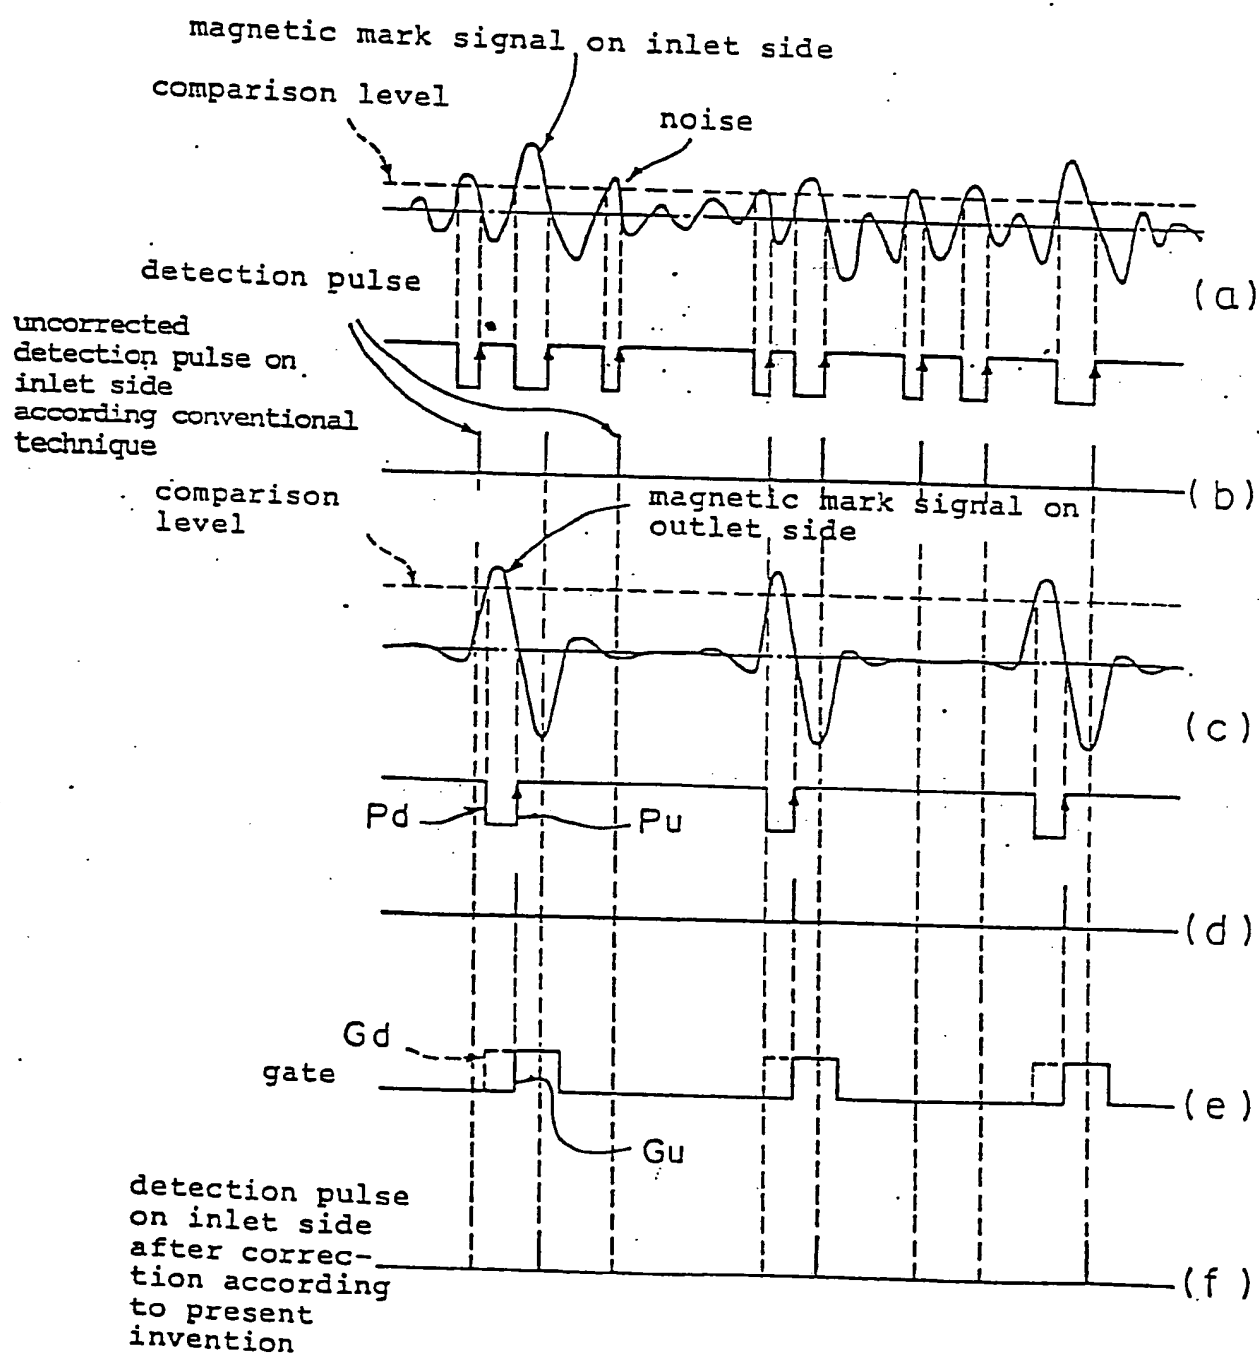 magnetic mark signal on inlet side
comparison level
noise
(a)
detection pulse
uncorrected
detection pulse on
inlet side
according conventional
technique
(b)
comparison
level
magnetic mark signal on
outlet side
(c)
Pd
Pu
(d)
Gd
gate
(e)
Gu
detection pulse
on inlet side
after correc-
tion according
to present
invention
(f)